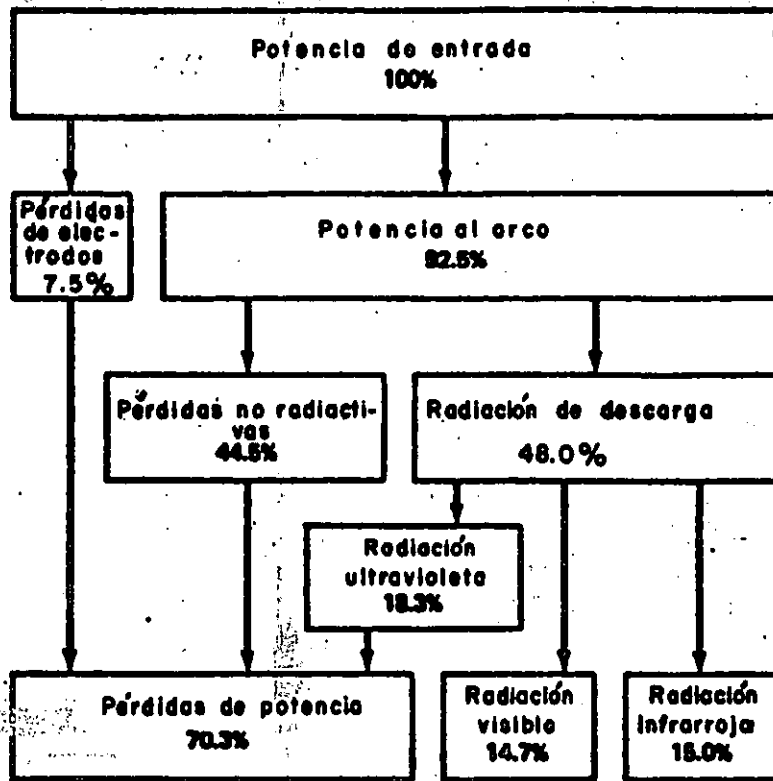 Potencia de entrada
100%
Pérdidas
de elec-
trodos
7.5%
Potencia al arco
92.5%
Pérdidas no radiacti-
vas
44.5%
Radiación de descarga
48.0%
Radiación
ultravioleta
18.3%
Pérdidas de potencia
70.3%
Radiación
visible
14.7%
Radiación
infrarroja
15.0%